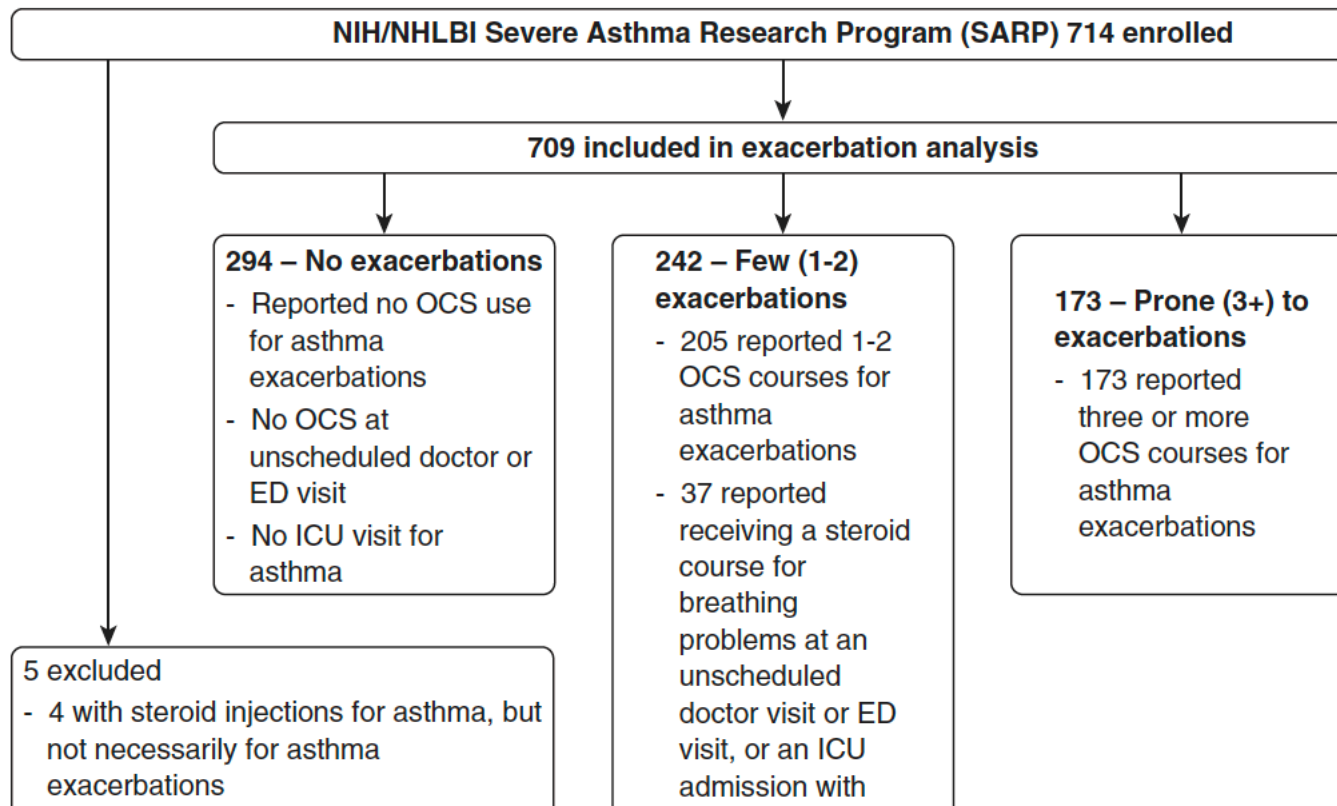 NIH/NHLBI Severe Asthma Research Program (SARP) 714 enrolled
709 included in exacerbation analysis
294 – No exacerbations
- Reported no OCS use
for asthma
exacerbations
- No OCS at
unscheduled doctor or
ED visit
- No ICU visit for
asthma
242 – Few (1-2)
exacerbations
- 205 reported 1-2
OCS courses for
asthma
exacerbations
- 37 reported
receiving a steroid
course for
breathing
problems at an
unscheduled
doctor visit or ED
visit, or an ICU
admission with
173 – Prone (3+) to
exacerbations
- 173 reported
three or more
OCS courses for
asthma
exacerbations
5 excluded
- 4 with steroid injections for asthma, but
not necessarily for asthma
exacerbations